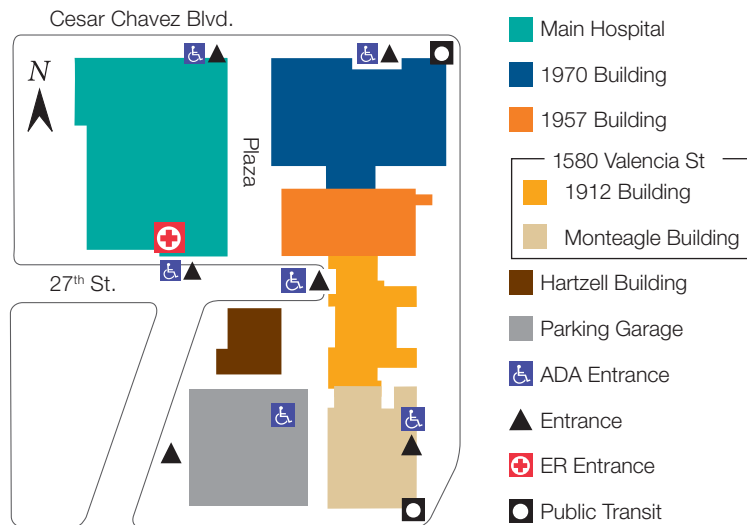 Cesar Chavez Blvd.
N
Plaza
27th St.
Main Hospital
1970 Building
1957 Building
1580 Valencia St
1912 Building
Monteagle Building
Hartzell Building
Parking Garage
ADA Entrance
Entrance
ER Entrance
Public Transit